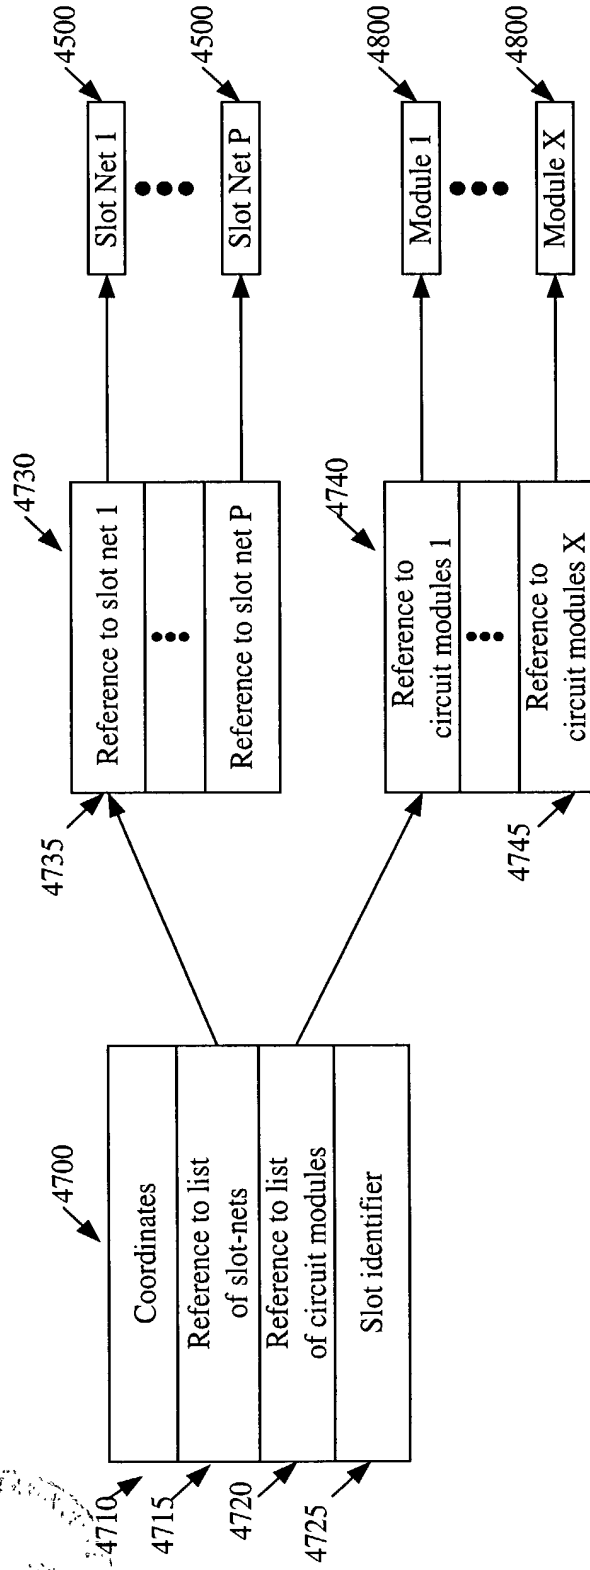 4700
4710
Coordinates
4715
Reference to list
of slot-nets
4720
Reference to list
of circuit modules
4725
Slot identifier
4730
4735
Reference to slot net 1
•••
Reference to slot net P
4740
Reference to
circuit modules 1
•••
4745
Reference to
circuit modules X
4500
Slot Net 1
•••
4500
Slot Net P
4800
Module 1
•••
4800
Module X